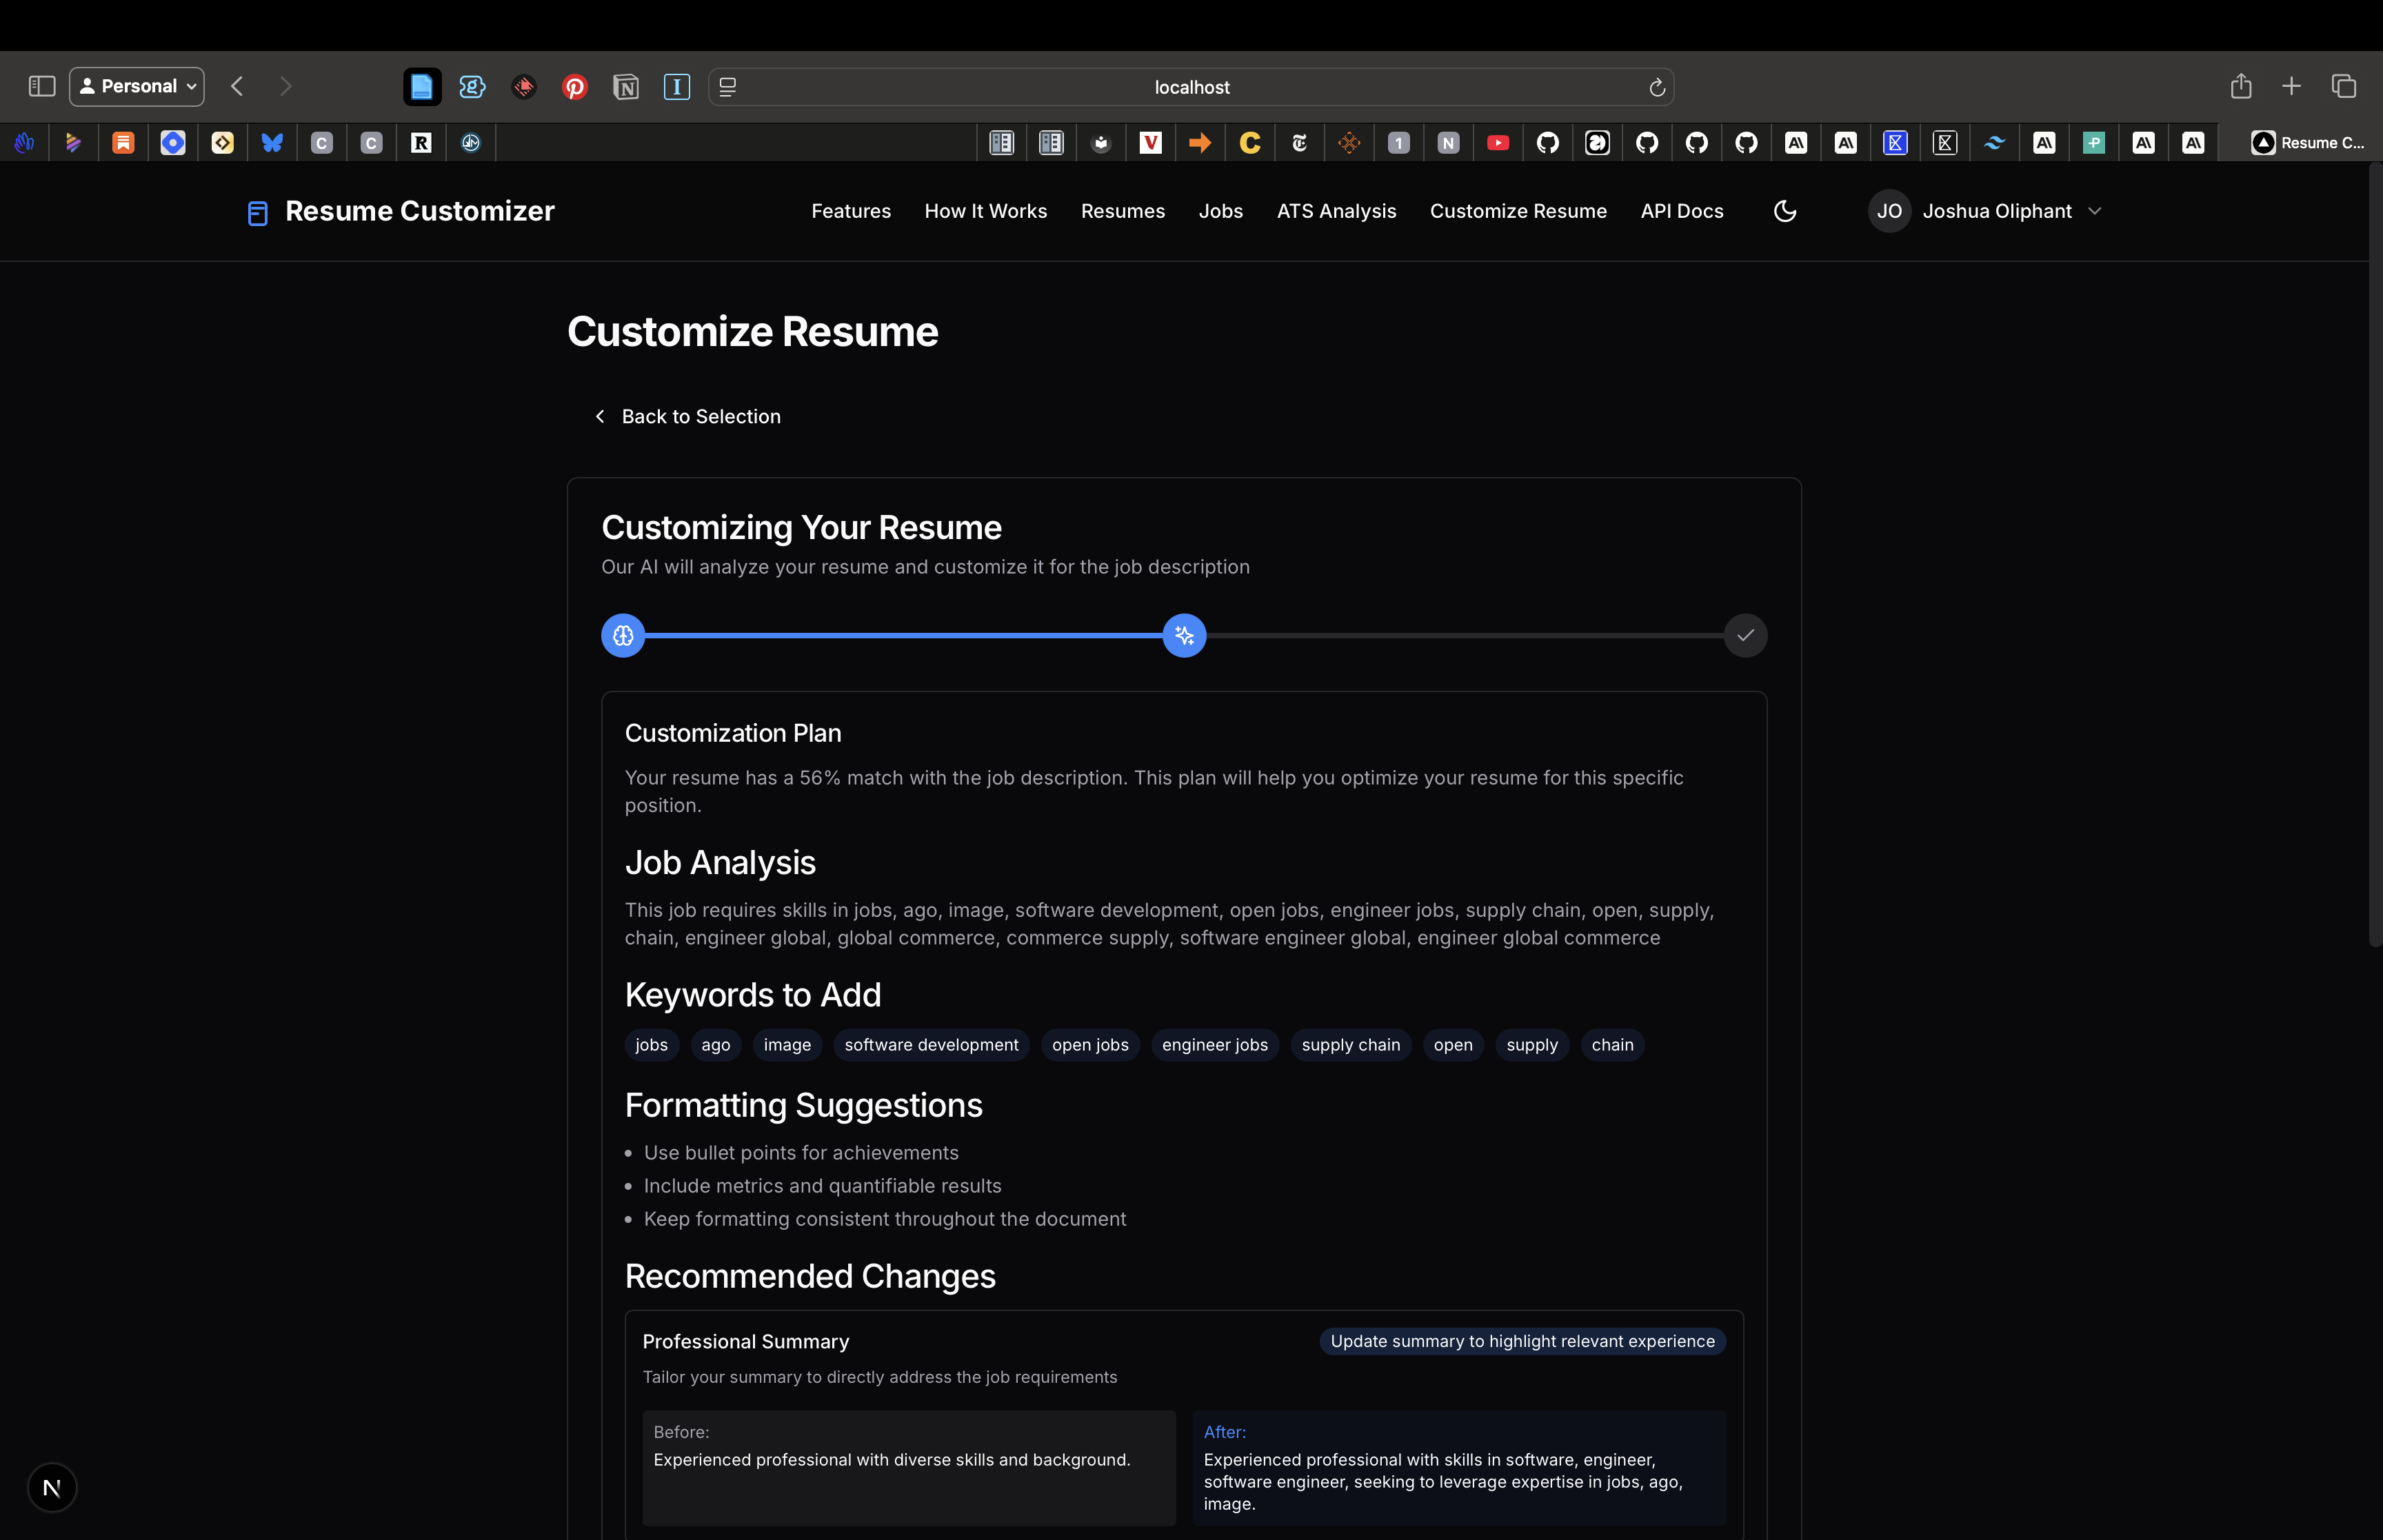 Personal
localhost
Resume C...
Resume Customizer
Features
How It Works
Resumes
Jobs
ATS Analysis
Customize Resume
API Docs
JO
Joshua Oliphant
Customize Resume
Back to Selection
Customizing Your Resume
Our AI will analyze your resume and customize it for the job description
Customization Plan
Your resume has a 56% match with the job description. This plan will help you optimize your resume for this specific
position.
Job Analysis
This job requires skills in jobs, ago, image, software development, open jobs, engineer jobs, supply chain, open, supply,
chain, engineer global, global commerce, commerce supply, software engineer global, engineer global commerce
Keywords to Add
jobs
ago
image
software development
open jobs
engineer jobs
supply chain
open
supply
chain
Formatting Suggestions
Use bullet points for achievements
Include metrics and quantifiable results
Keep formatting consistent throughout the document
Recommended Changes
Professional Summary
Update summary to highlight relevant experience
Tailor your summary to directly address the job requirements
Before:
Experienced professional with diverse skills and background.
After:
Experienced professional with skills in software, engineer,
software engineer, seeking to leverage expertise in jobs, ago,
image.
N